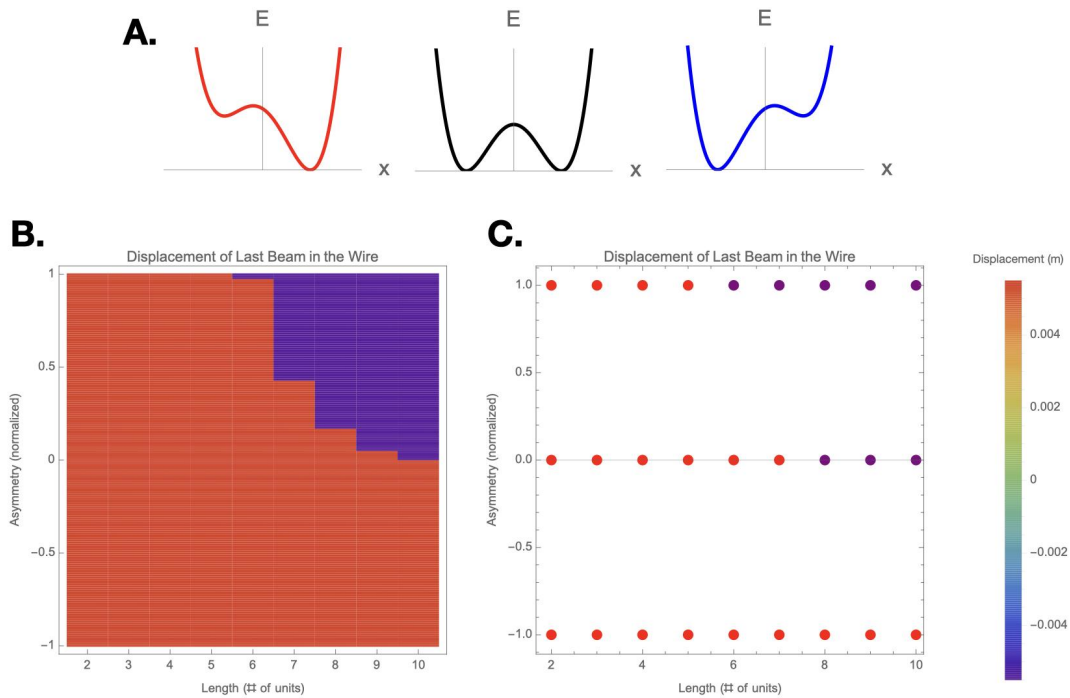 A.
E
E
E
x
x
x
B.
C.
Displacement of Last Beam in the Wire
Displacement of Last Beam in the Wire
Displacement (m)
Asymmetry (normalized)
1
0.5
0
−0.5
−1
2 3 4 5 6 7 8 9 10
Length (# of units)
Asymmetry (normalized)
1.0
0.5
0.0
−0.5
−1.0
2 4 6 8 10
Length (# of units)
0.004
0.002
0
−0.002
−0.004